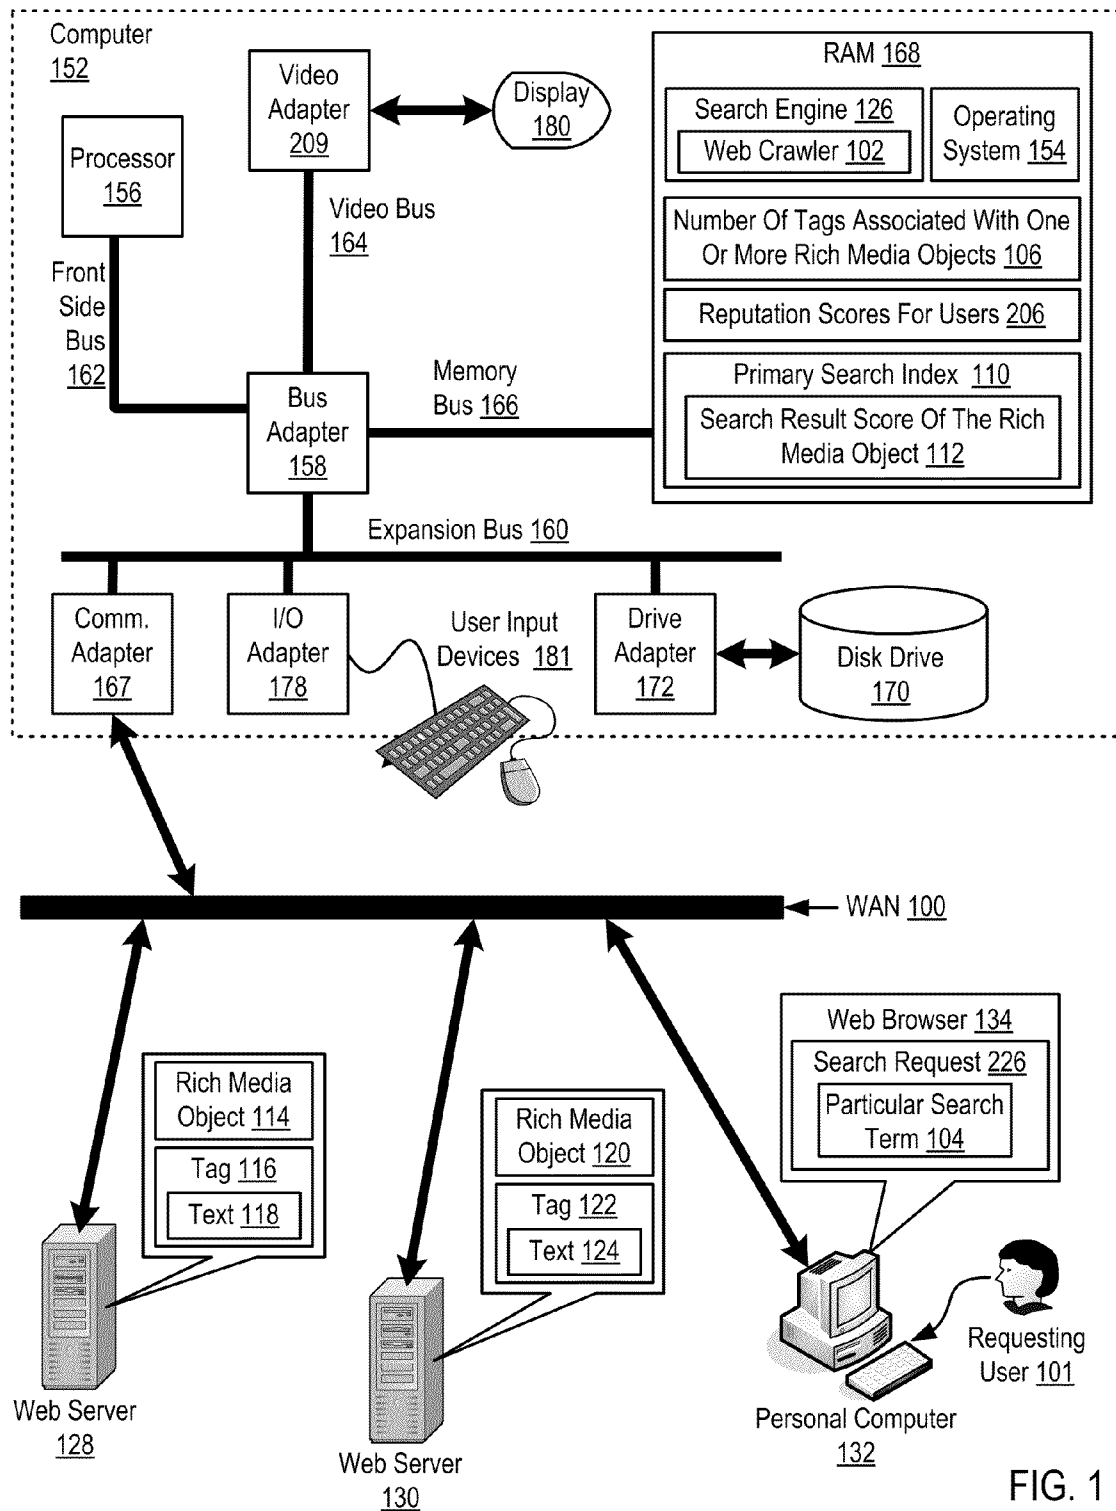 Computer
152
Video
Adapter
209
Display
180
Processor
156
Video Bus
164
Front
Side
Bus
162
Bus
Adapter
158
Memory
Bus 166
RAM 168
Search Engine 126
Web Crawler 102
Operating
System 154
Number Of Tags Associated With One
Or More Rich Media Objects 106
Reputation Scores For Users 206
Primary Search Index 110
Search Result Score Of The Rich
Media Object 112
Expansion Bus 160
Comm.
Adapter
167
I/O
Adapter
178
User Input
Devices 181
Drive
Adapter
172
Disk Drive
170
WAN 100
Rich Media
Object 114
Tag 116
Text 118
Web Server
128
Rich Media
Object 120
Tag 122
Text 124
Web Server
130
Web Browser 134
Search Request 226
Particular Search
Term 104
Requesting
User 101
Personal Computer
132
FIG. 1